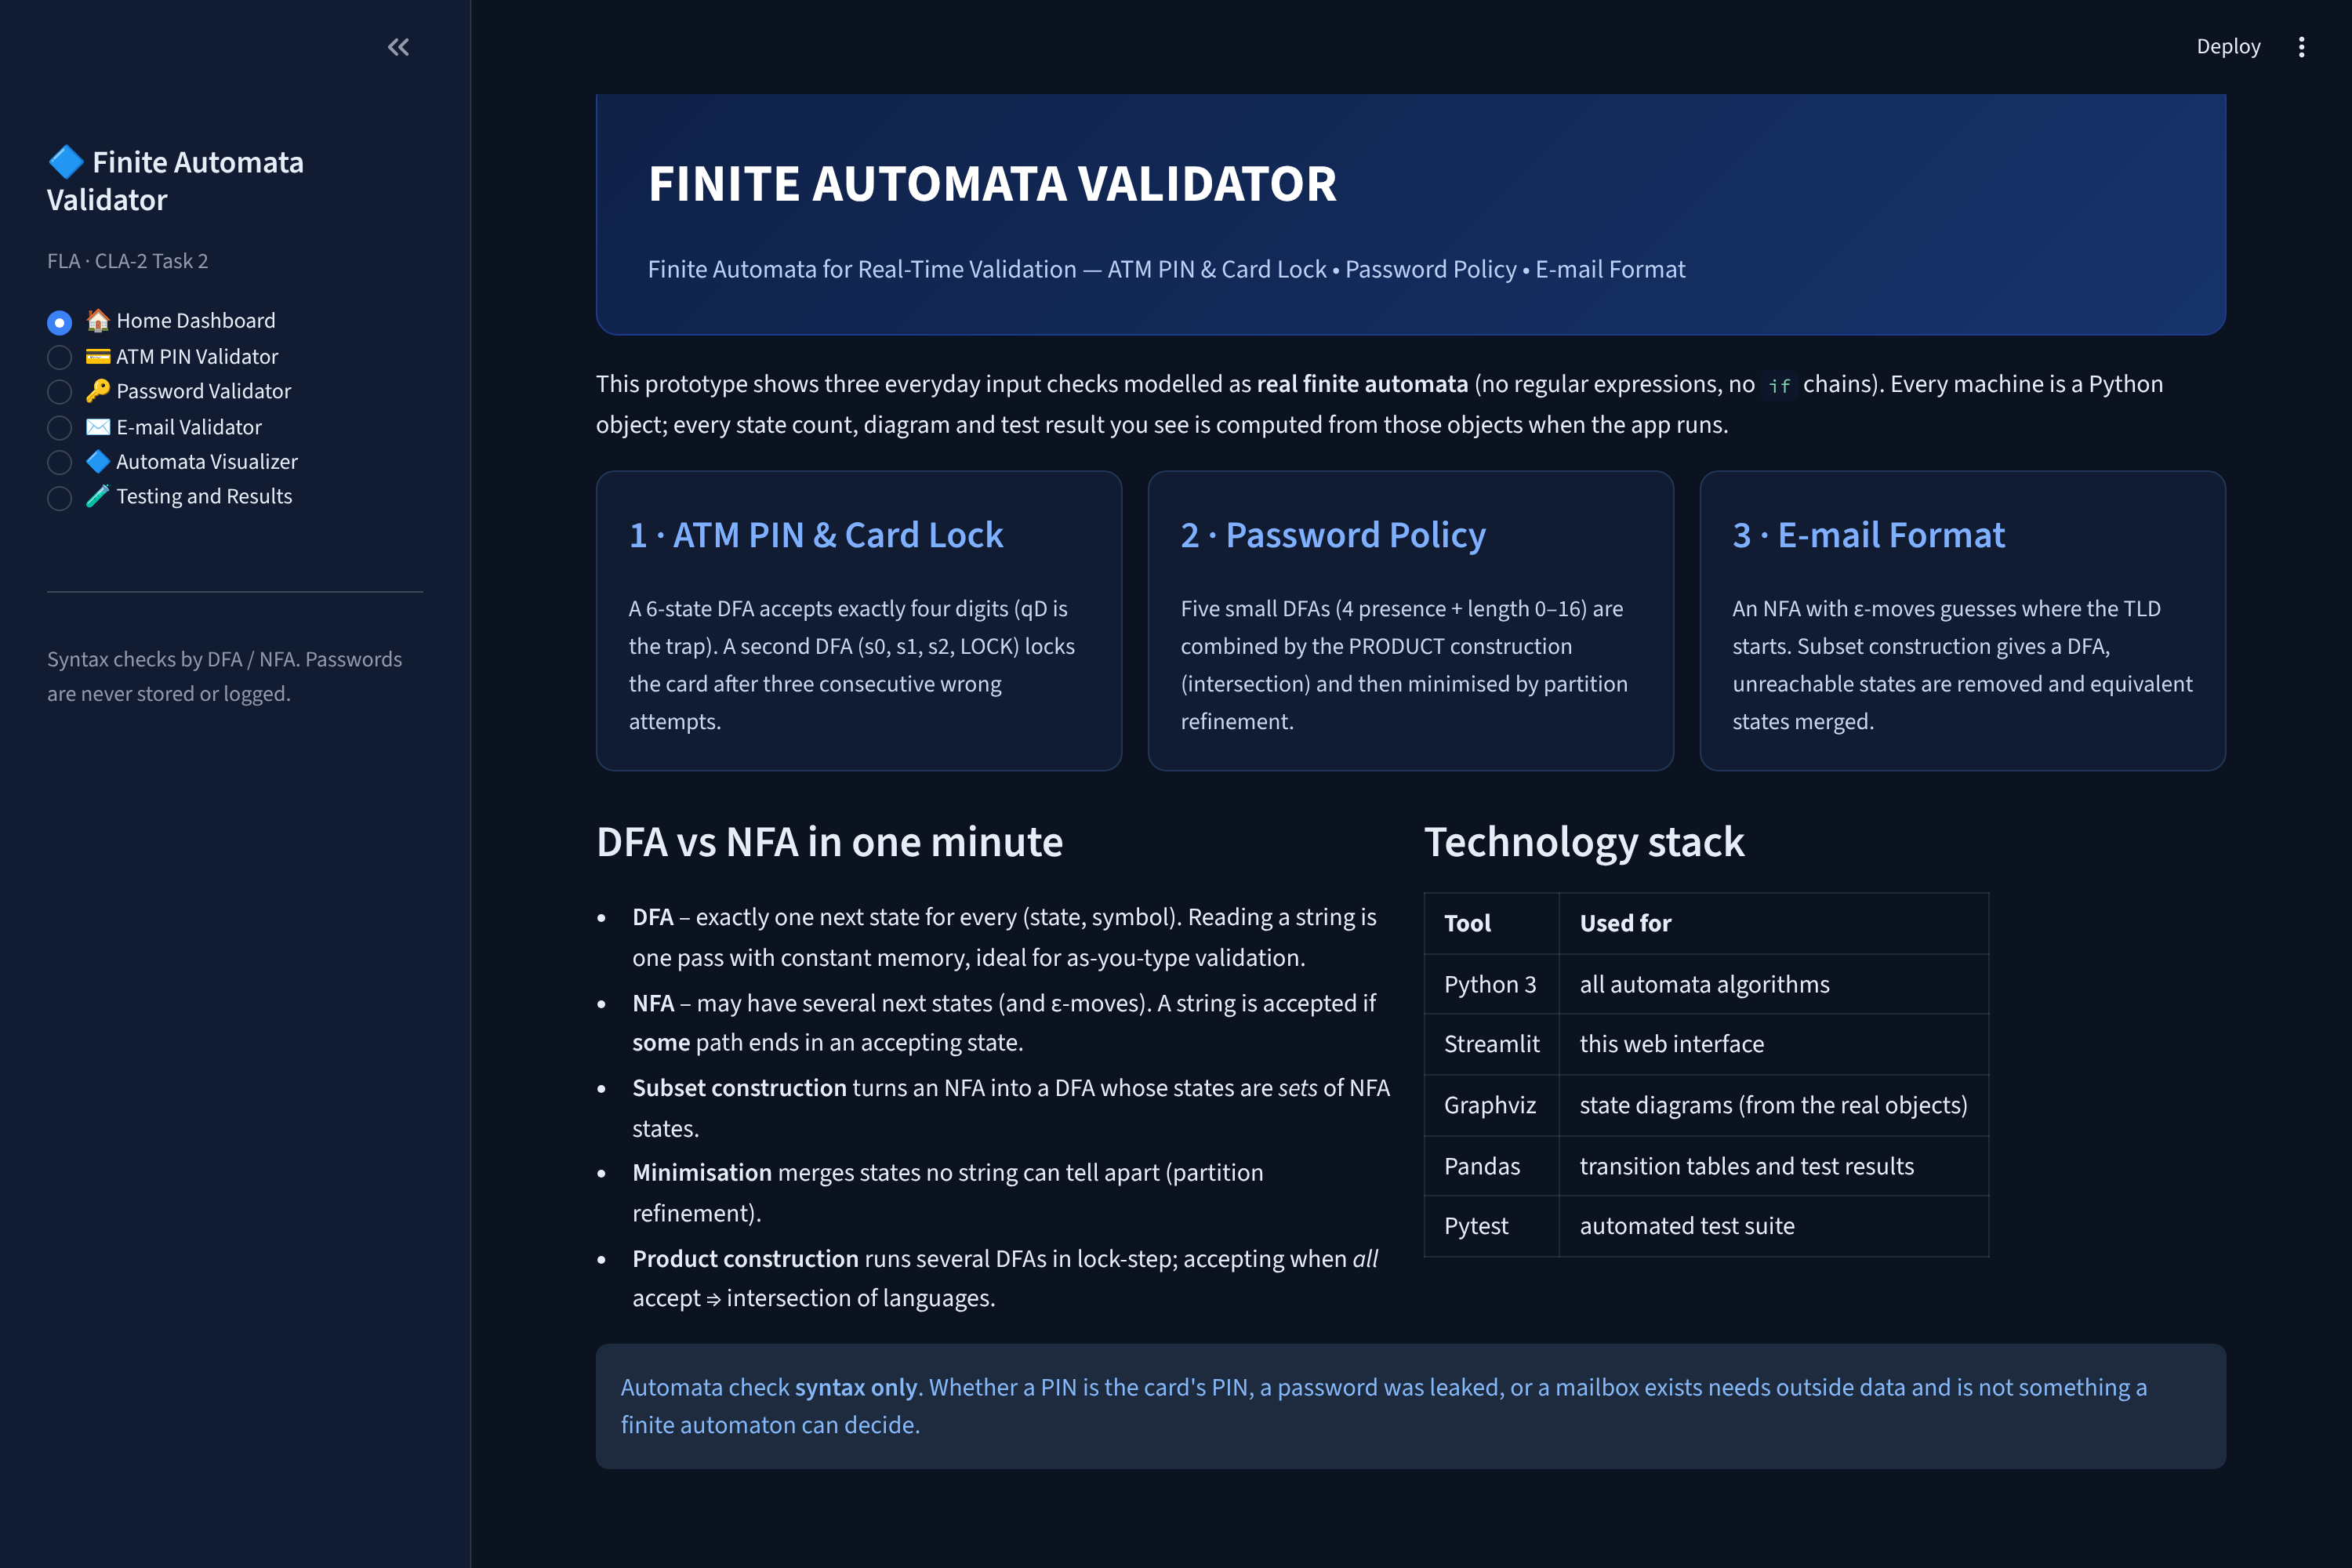 Deploy
🔷 Finite Automata
Validator
FLA · CLA-2 Task 2
🏠 Home Dashboard
💳 ATM PIN Validator
🔑 Password Validator
✉️ E-mail Validator
🔷 Automata Visualizer
🧪 Testing and Results
Syntax checks by DFA / NFA. Passwords
are never stored or logged.
FINITE AUTOMATA VALIDATOR
Finite Automata for Real-Time Validation — ATM PIN & Card Lock • Password Policy • E-mail Format
This prototype shows three everyday input checks modelled as real finite automata (no regular expressions, no if chains). Every machine is a Python
object; every state count, diagram and test result you see is computed from those objects when the app runs.
1 · ATM PIN & Card Lock
A 6-state DFA accepts exactly four digits (qD is
the trap). A second DFA (s0, s1, s2, LOCK) locks
the card after three consecutive wrong
attempts.
2 · Password Policy
Five small DFAs (4 presence + length 0–16) are
combined by the PRODUCT construction
(intersection) and then minimised by partition
refinement.
3 · E-mail Format
An NFA with ε-moves guesses where the TLD
starts. Subset construction gives a DFA,
unreachable states are removed and equivalent
states merged.
DFA vs NFA in one minute
• DFA – exactly one next state for every (state, symbol). Reading a string is
one pass with constant memory, ideal for as-you-type validation.
• NFA – may have several next states (and ε-moves). A string is accepted if
some path ends in an accepting state.
• Subset construction turns an NFA into a DFA whose states are sets of NFA
states.
• Minimisation merges states no string can tell apart (partition
refinement).
• Product construction runs several DFAs in lock-step; accepting when all
accept ⇒ intersection of languages.
Technology stack
Tool Used for
Python 3 all automata algorithms
Streamlit this web interface
Graphviz state diagrams (from the real objects)
Pandas transition tables and test results
Pytest automated test suite
Automata check syntax only. Whether a PIN is the card's PIN, a password was leaked, or a mailbox exists needs outside data and is not something a
finite automaton can decide.